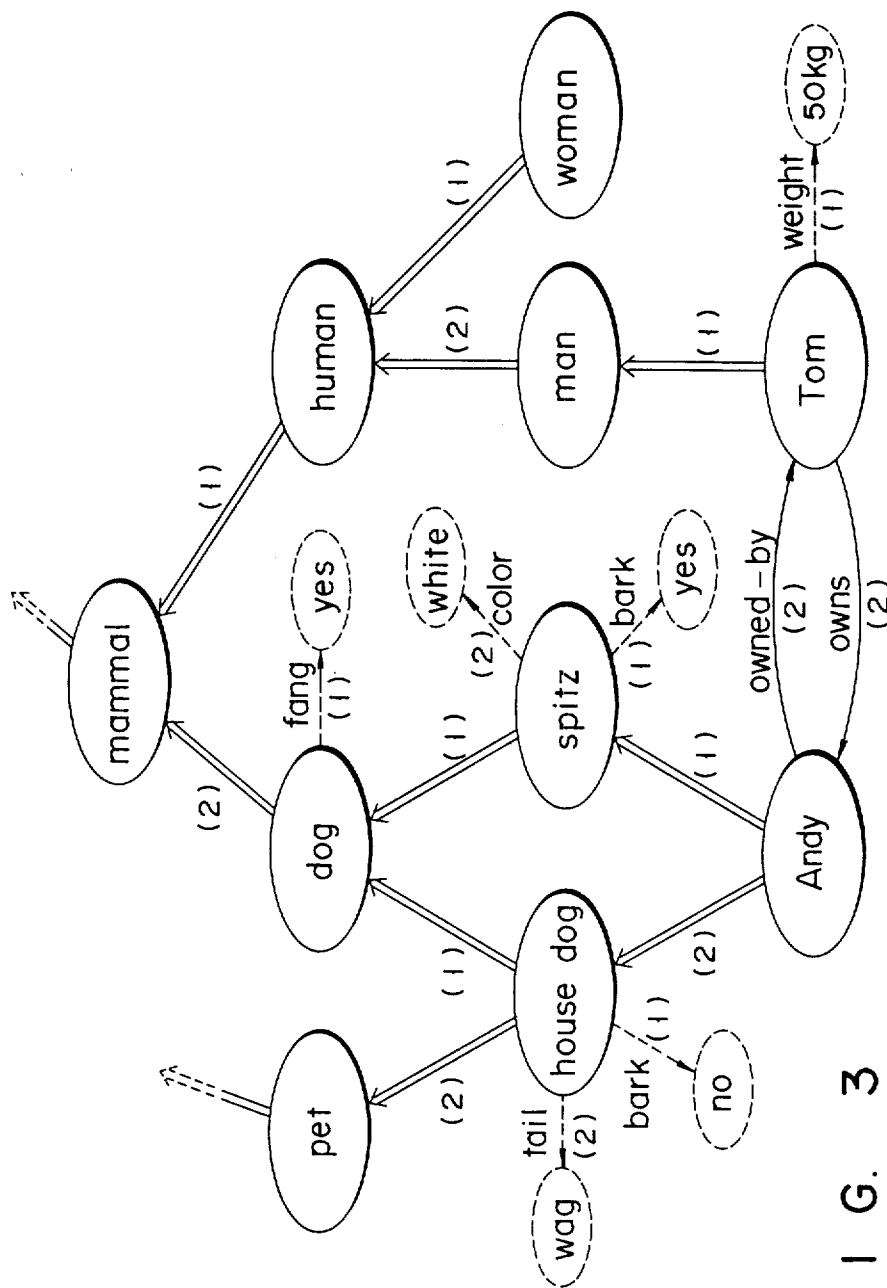 mammal
(2) (1)
fang
pet dog (1) yes human
(2) (1) (1) white (2) (1)
(2) color
tail
wag house dog spitz man woman
(2) bark
bark (1) (1)
no (2) (1) yes (1)
owned-by
(2) weight
Andy owns Tom (1) 50kg
(2)
I G. 3